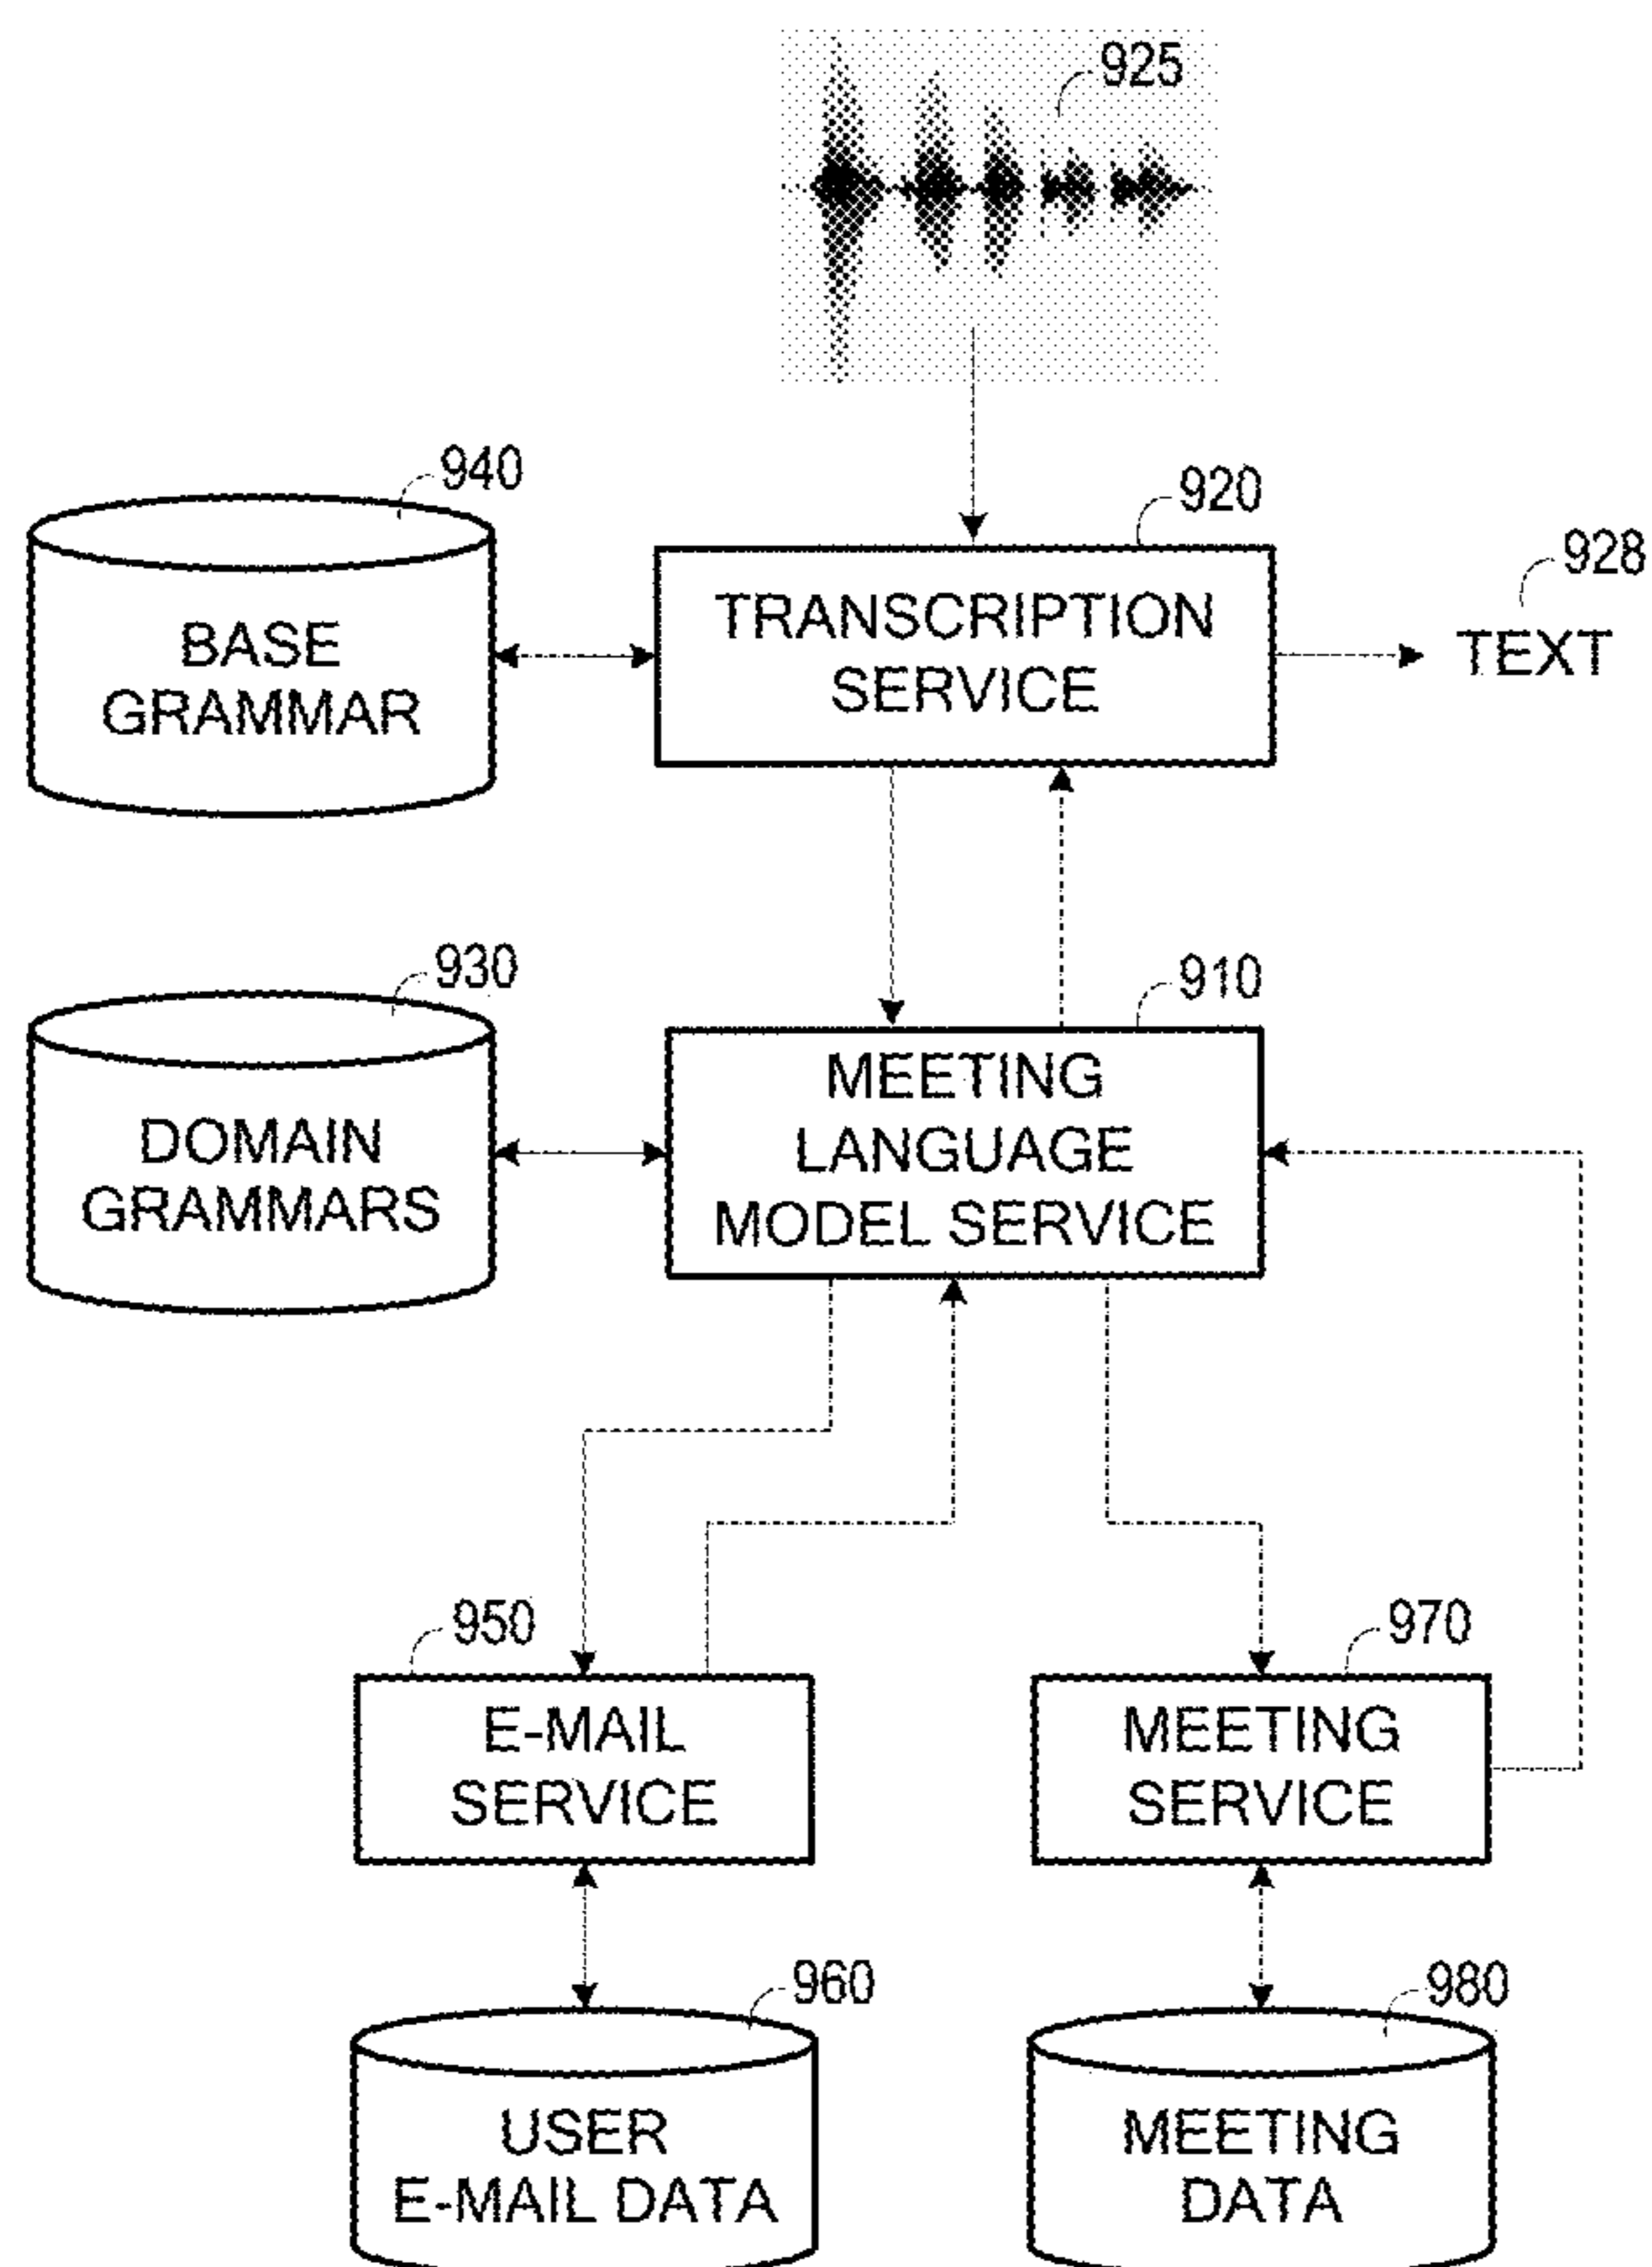 925
940
920
928
BASE
GRAMMAR
TRANSCRIPTION
SERVICE
TEXT
930
910
DOMAIN
GRAMMARS
MEETING
LANGUAGE
MODEL SERVICE
950
970
E-MAIL
SERVICE
MEETING
SERVICE
960
980
USER
E-MAIL DATA
MEETING
DATA